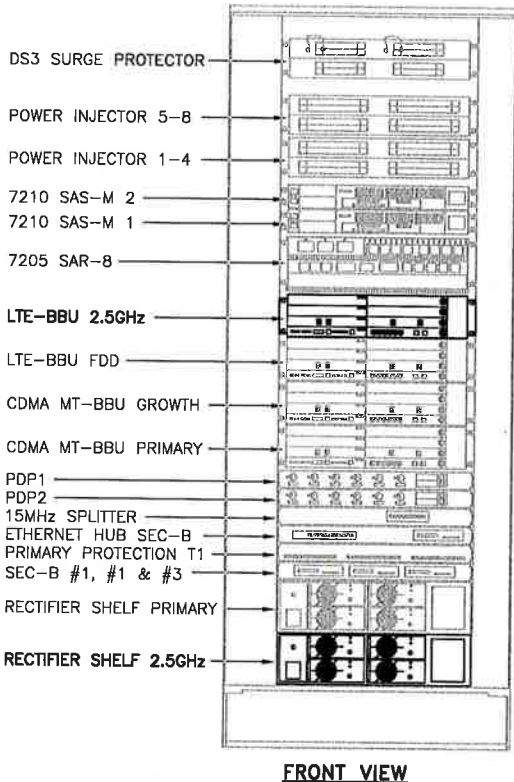 DS3 SURGE PROTECTOR
POWER INJECTOR 5-8
POWER INJECTOR 1-4
7210 SAS-M 2
7210 SAS-M 1
7205 SAR-8
LTE-BBU 2.5GHz
LTE-BBU FDD
CDMA MT-BBU GROWTH
CDMA MT-BBU PRIMARY
PDP1
PDP2
15MHz SPLITTER
ETHERNET HUB SEC-B
PRIMARY PROTECTION T1
SEC-B #1, #1 & #3
RECTIFIER SHELF PRIMARY
RECTIFIER SHELF 2.5GHz
FRONT VIEW